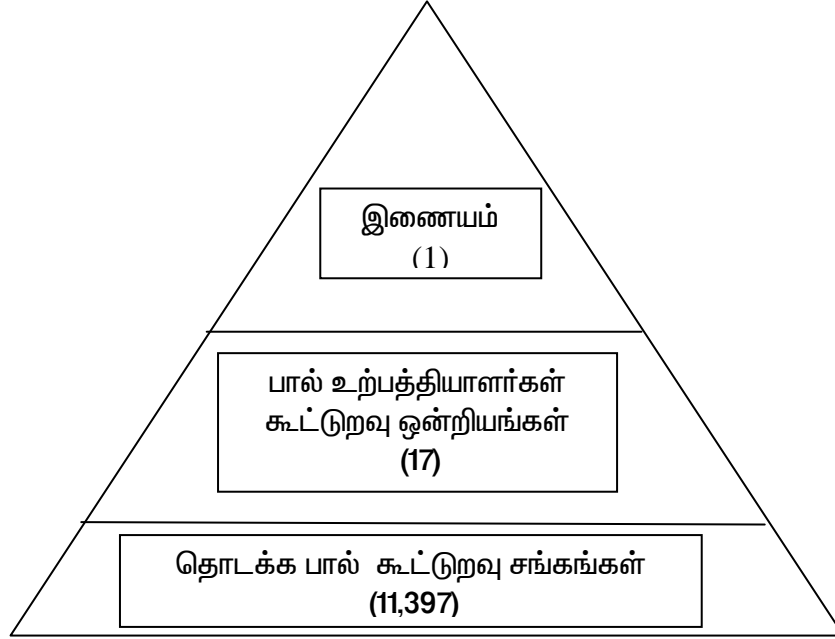 இணையம்
(1)
பால் உற்பத்தியாளர்கள்
கூட்டுறவு ஒன்றியங்கள்
(17)
தொடக்க பால் கூட்டுறவு சங்கங்கள்
(11,397)